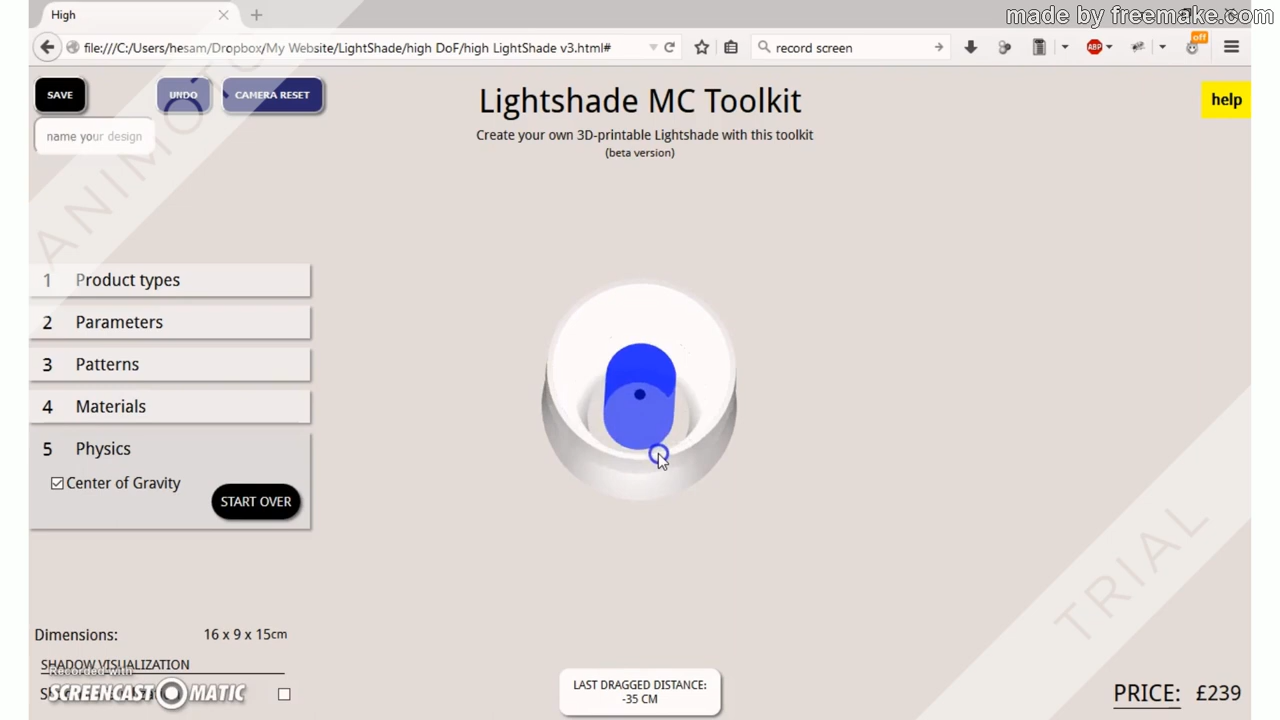 High
made by freemake.com
file:///C:/Users/hesam/Dropbox/My Website/LightShade/high DoF/high LightShade v3.html#
record screen
ABP
off
SAVE
UNDO
CAMERA RESET
name your design
Lightshade MC Toolkit
Create your own 3D-printable Lightshade with this toolkit
(beta version)
help
ANIMOTO
1 Product types
2 Parameters
3 Patterns
4 Materials
5 Physics
Center of Gravity
START OVER
TRIAL
Dimensions: 16 x 9 x 15cm
SHADOW VISUALIZATION
Recorded with
SCREENCAST MATIC
LAST DRAGGED DISTANCE:
-35 CM
PRICE: £239